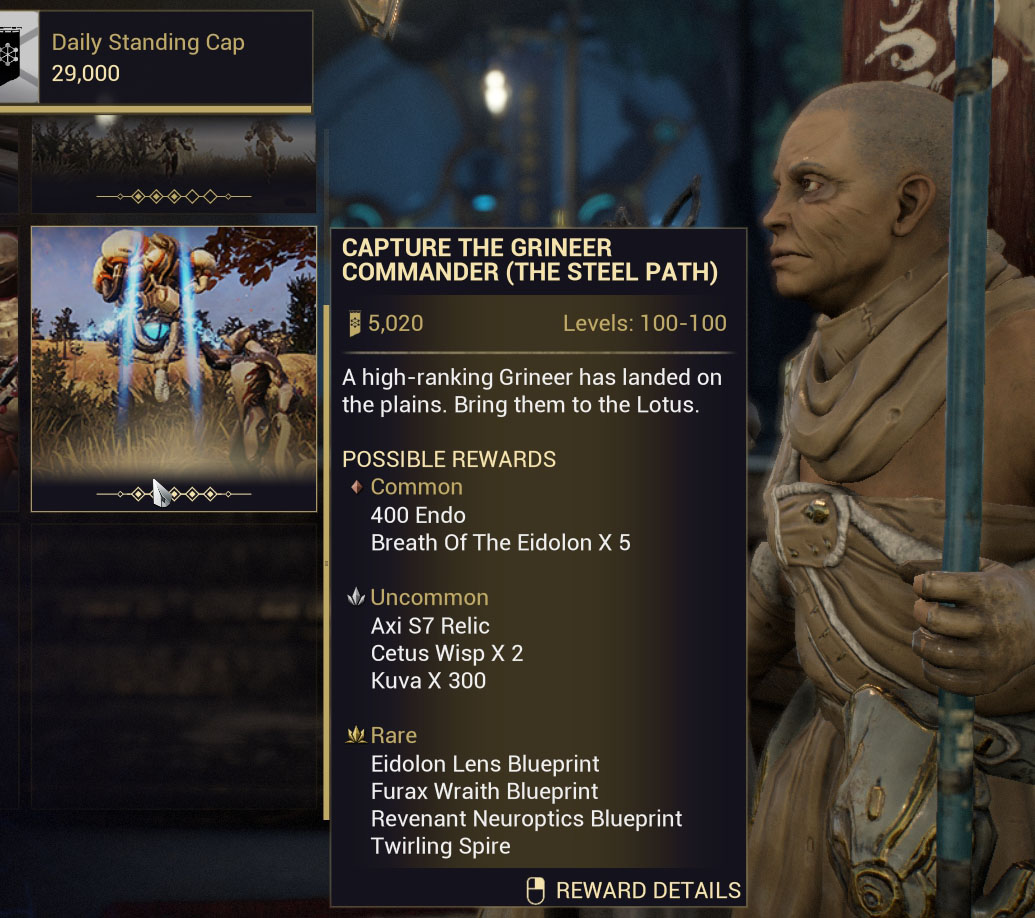 Daily Standing Cap
29,000
CAPTURE THE GRINEER
COMMANDER (THE STEEL PATH)
5,020 Levels: 100-100
A high-ranking Grineer has landed on
the plains. Bring them to the Lotus.
POSSIBLE REWARDS
Common
400 Endo
Breath Of The Eidolon X 5
Uncommon
Axi S7 Relic
Cetus Wisp X 2
Kuva X 300
Rare
Eidolon Lens Blueprint
Furax Wraith Blueprint
Revenant Neuroptics Blueprint
Twirling Spire
REWARD DETAILS